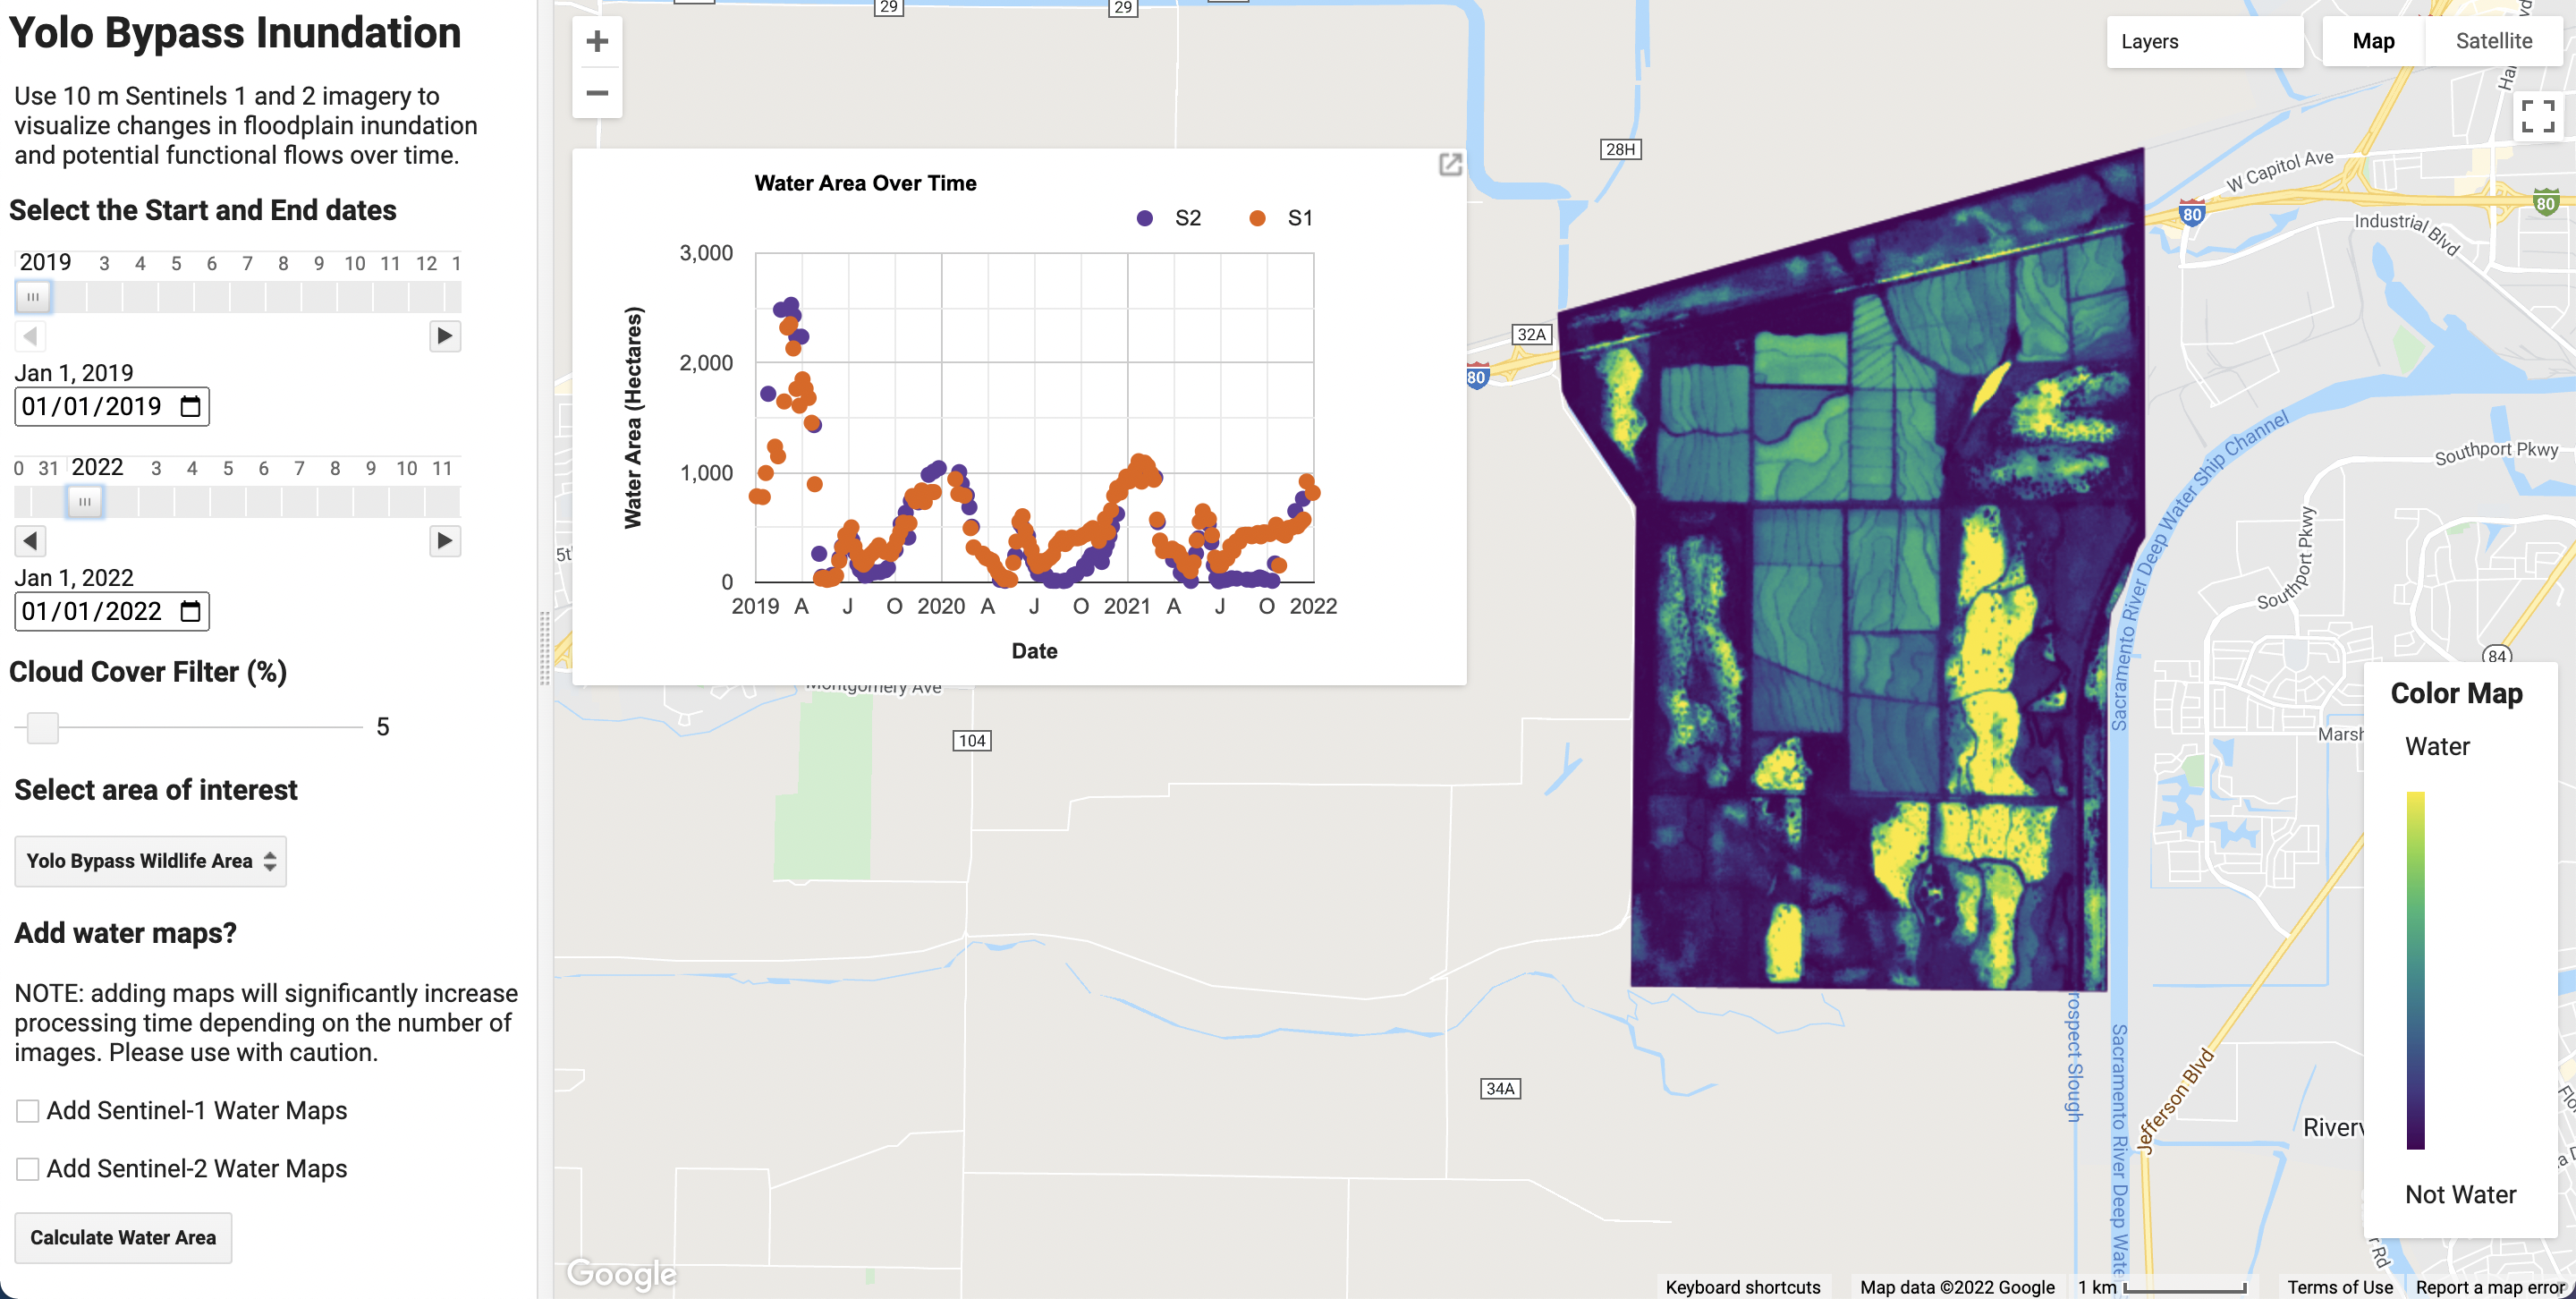 Yolo Bypass Inundation
Use 10 m Sentinels 1 and 2 imagery to
visualize changes in floodplain inundation
and potential functional flows over time.
Select the Start and End dates
2019 3 4 5 6 7 8 9 10 11 12 1
Jan 1, 2019
01/01/2019
0 31 2022 3 4 5 6 7 8 9 10 11
Jan 1, 2022
01/01/2022
Cloud Cover Filter (%)
5
Select area of interest
Yolo Bypass Wildlife Area
Add water maps?
NOTE: adding maps will significantly increase
processing time depending on the number of
images. Please use with caution.
Add Sentinel-1 Water Maps
Add Sentinel-2 Water Maps
Calculate Water Area
Water Area Over Time
S2 S1
Water Area (Hectares)
3,000
2,000
1,000
0
2019 A J O 2020 A J O 2021 A J O 2022
Date
29
29
28H
32A
80
Montgomery Ave
104
34A
5t
Layers
Map Satellite
W Capitol Ave
80
80
Industrial Blvd
Southport Pkwy
Southport Pkwy
Sacramento River Deep Water Ship Channel
84
Marsh
Jefferson Blvd
rospect Slough
Sacramento River Deep Wate
Riverv
r Rd
Color Map
Water
Not Water
Google
Keyboard shortcuts Map data ©2022 Google 1 km Terms of Use Report a map error